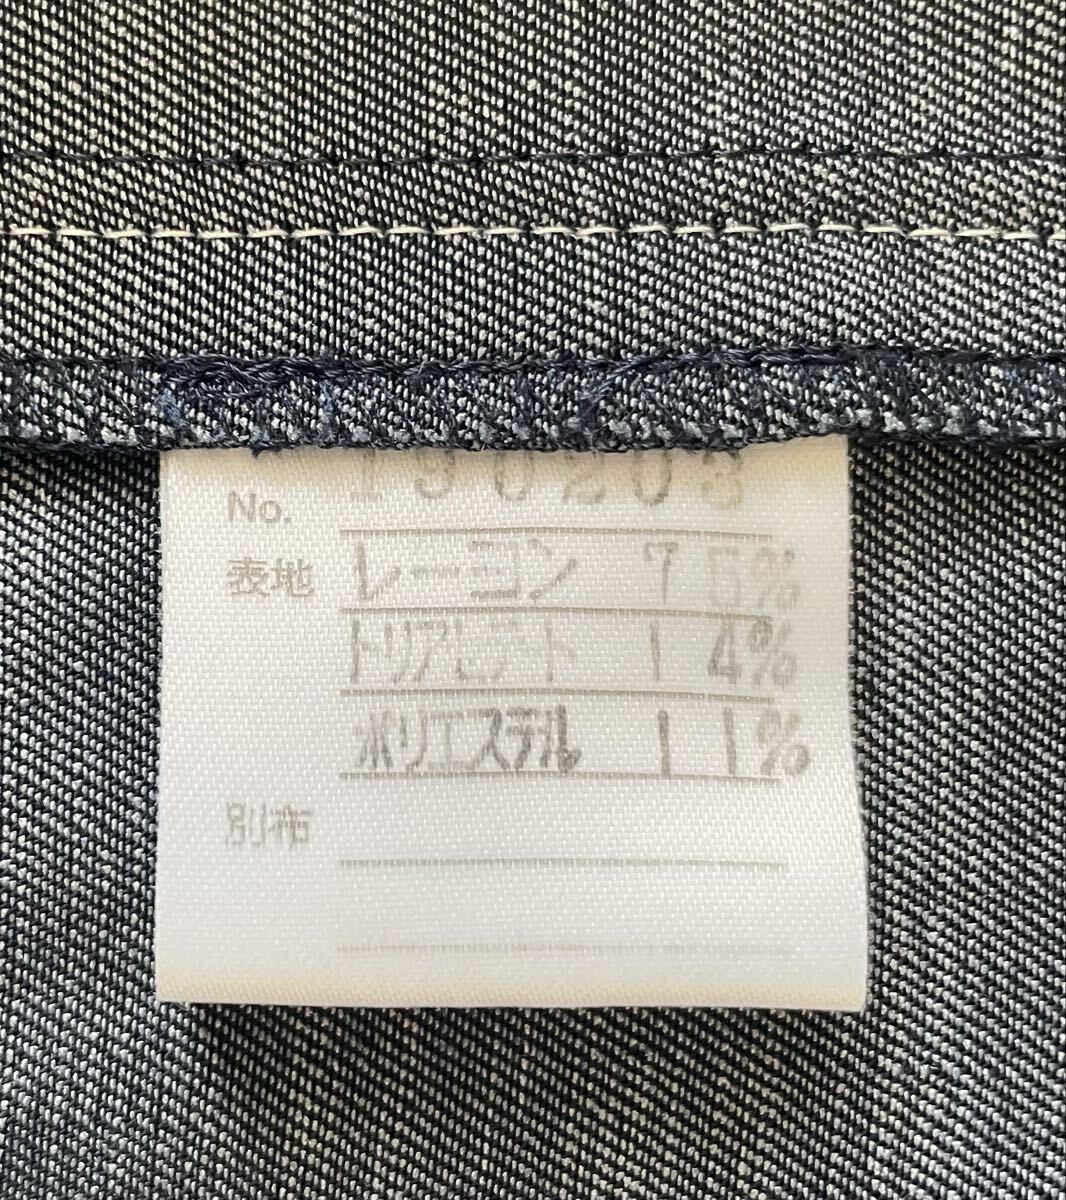 No. 190203
表地 レーヨン 75%
トリアセテート 14%
ポリエステル 11%
別布